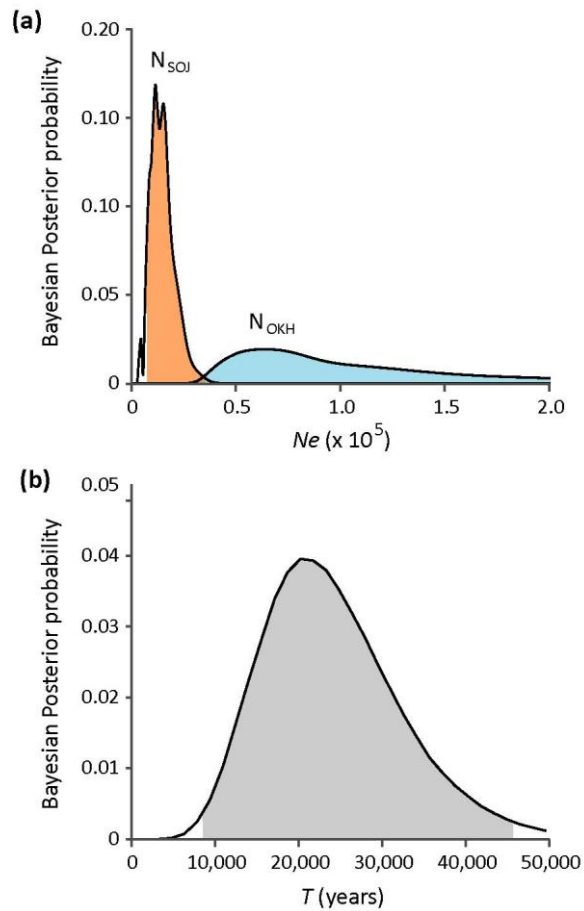 (a)
0.20
N SOJ
0.10
0.10
N OKH
0.05
0
0 0.5 1.0 1.5 2.0
Bayesian Posterior probability
Ne (x 10^5)
(b)
0.05
0.04
0.03
0.02
0.01
0
0 10,000 20,000 30,000 40,000 50,000
Bayesian Posterior probability
T (years)